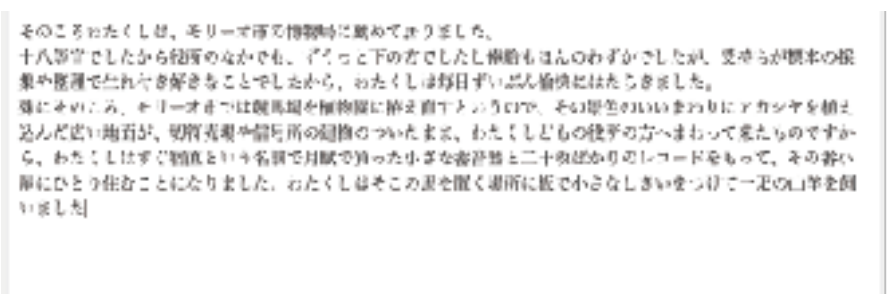 そのころわたくしは、モリーオ市の博物局に勤めて居りました。
十八等官でしたから役所のなかでも、ずうっと下の方でしたし俸給もほんのわずかでしたが、受持ちが標本の採
集や整理で生れ付き好きなことでしたから、わたくしは毎日ずいぶん愉快にはたらきました。
殊にそのころ、モリーオ市では競馬場を植物園に拵え直すというので、その景色のいいまわりにアカシヤを植え
込んだ広い地面が、切符売場や信号所の建物のついたまま、わたくしどもの役所の方へまわって来たものですか
ら、わたくしはすぐ宿直という名前で月賦で買った小さな蓄音器と二十枚ばかりのレコードをもって、その番小
屋にひとり住むことになりました。わたくしはそこの馬を置く場所に板で小さなしきいをつけて一疋の山羊を飼
いました